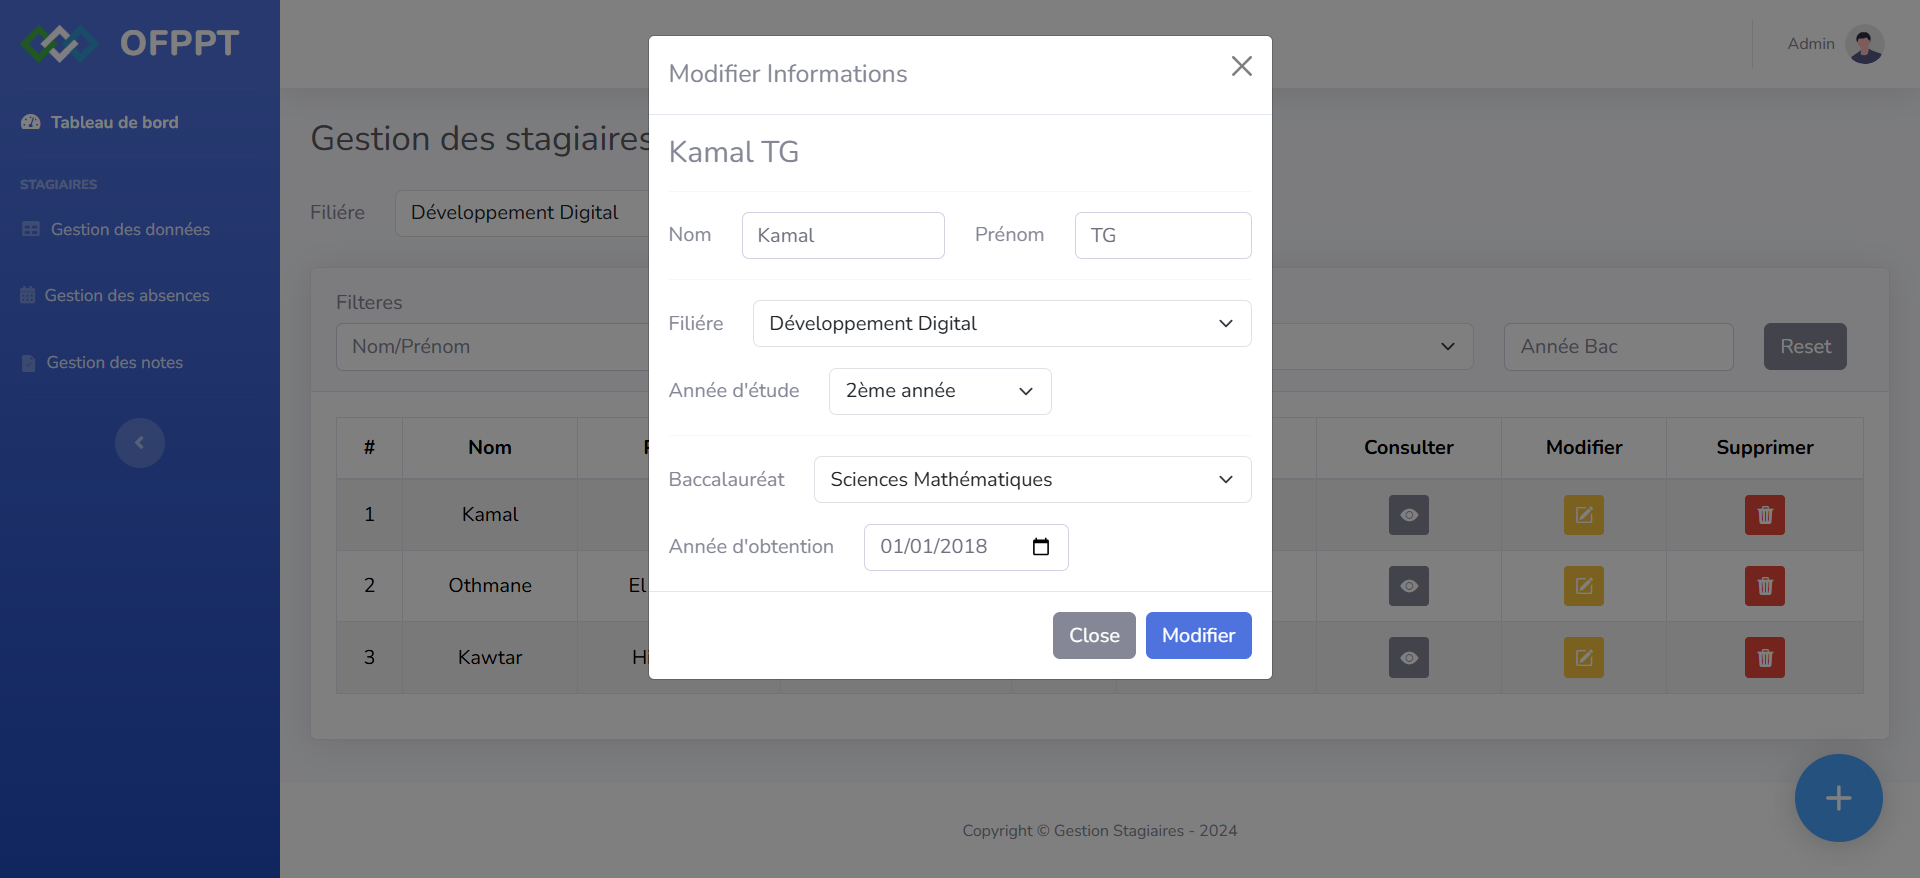 OFPPT
Tableau de bord
STAGIAIRES
Gestion des données
Gestion des absences
Gestion des notes
Admin
Gestion des stagiaires
Filiére
Développement Digital
Filteres
Nom/Prénom
Année Bac
Reset
# Nom Consulter Modifier Supprimer
1 Kamal
2 Othmane El
3 Kawtar
Modifier Informations
Kamal TG
Nom Kamal Prénom TG
Filiére Développement Digital
Année d'étude 2ème année
Baccalauréat Sciences Mathématiques
Année d'obtention 01/01/2018
Close Modifier
Copyright © Gestion Stagiaires - 2024